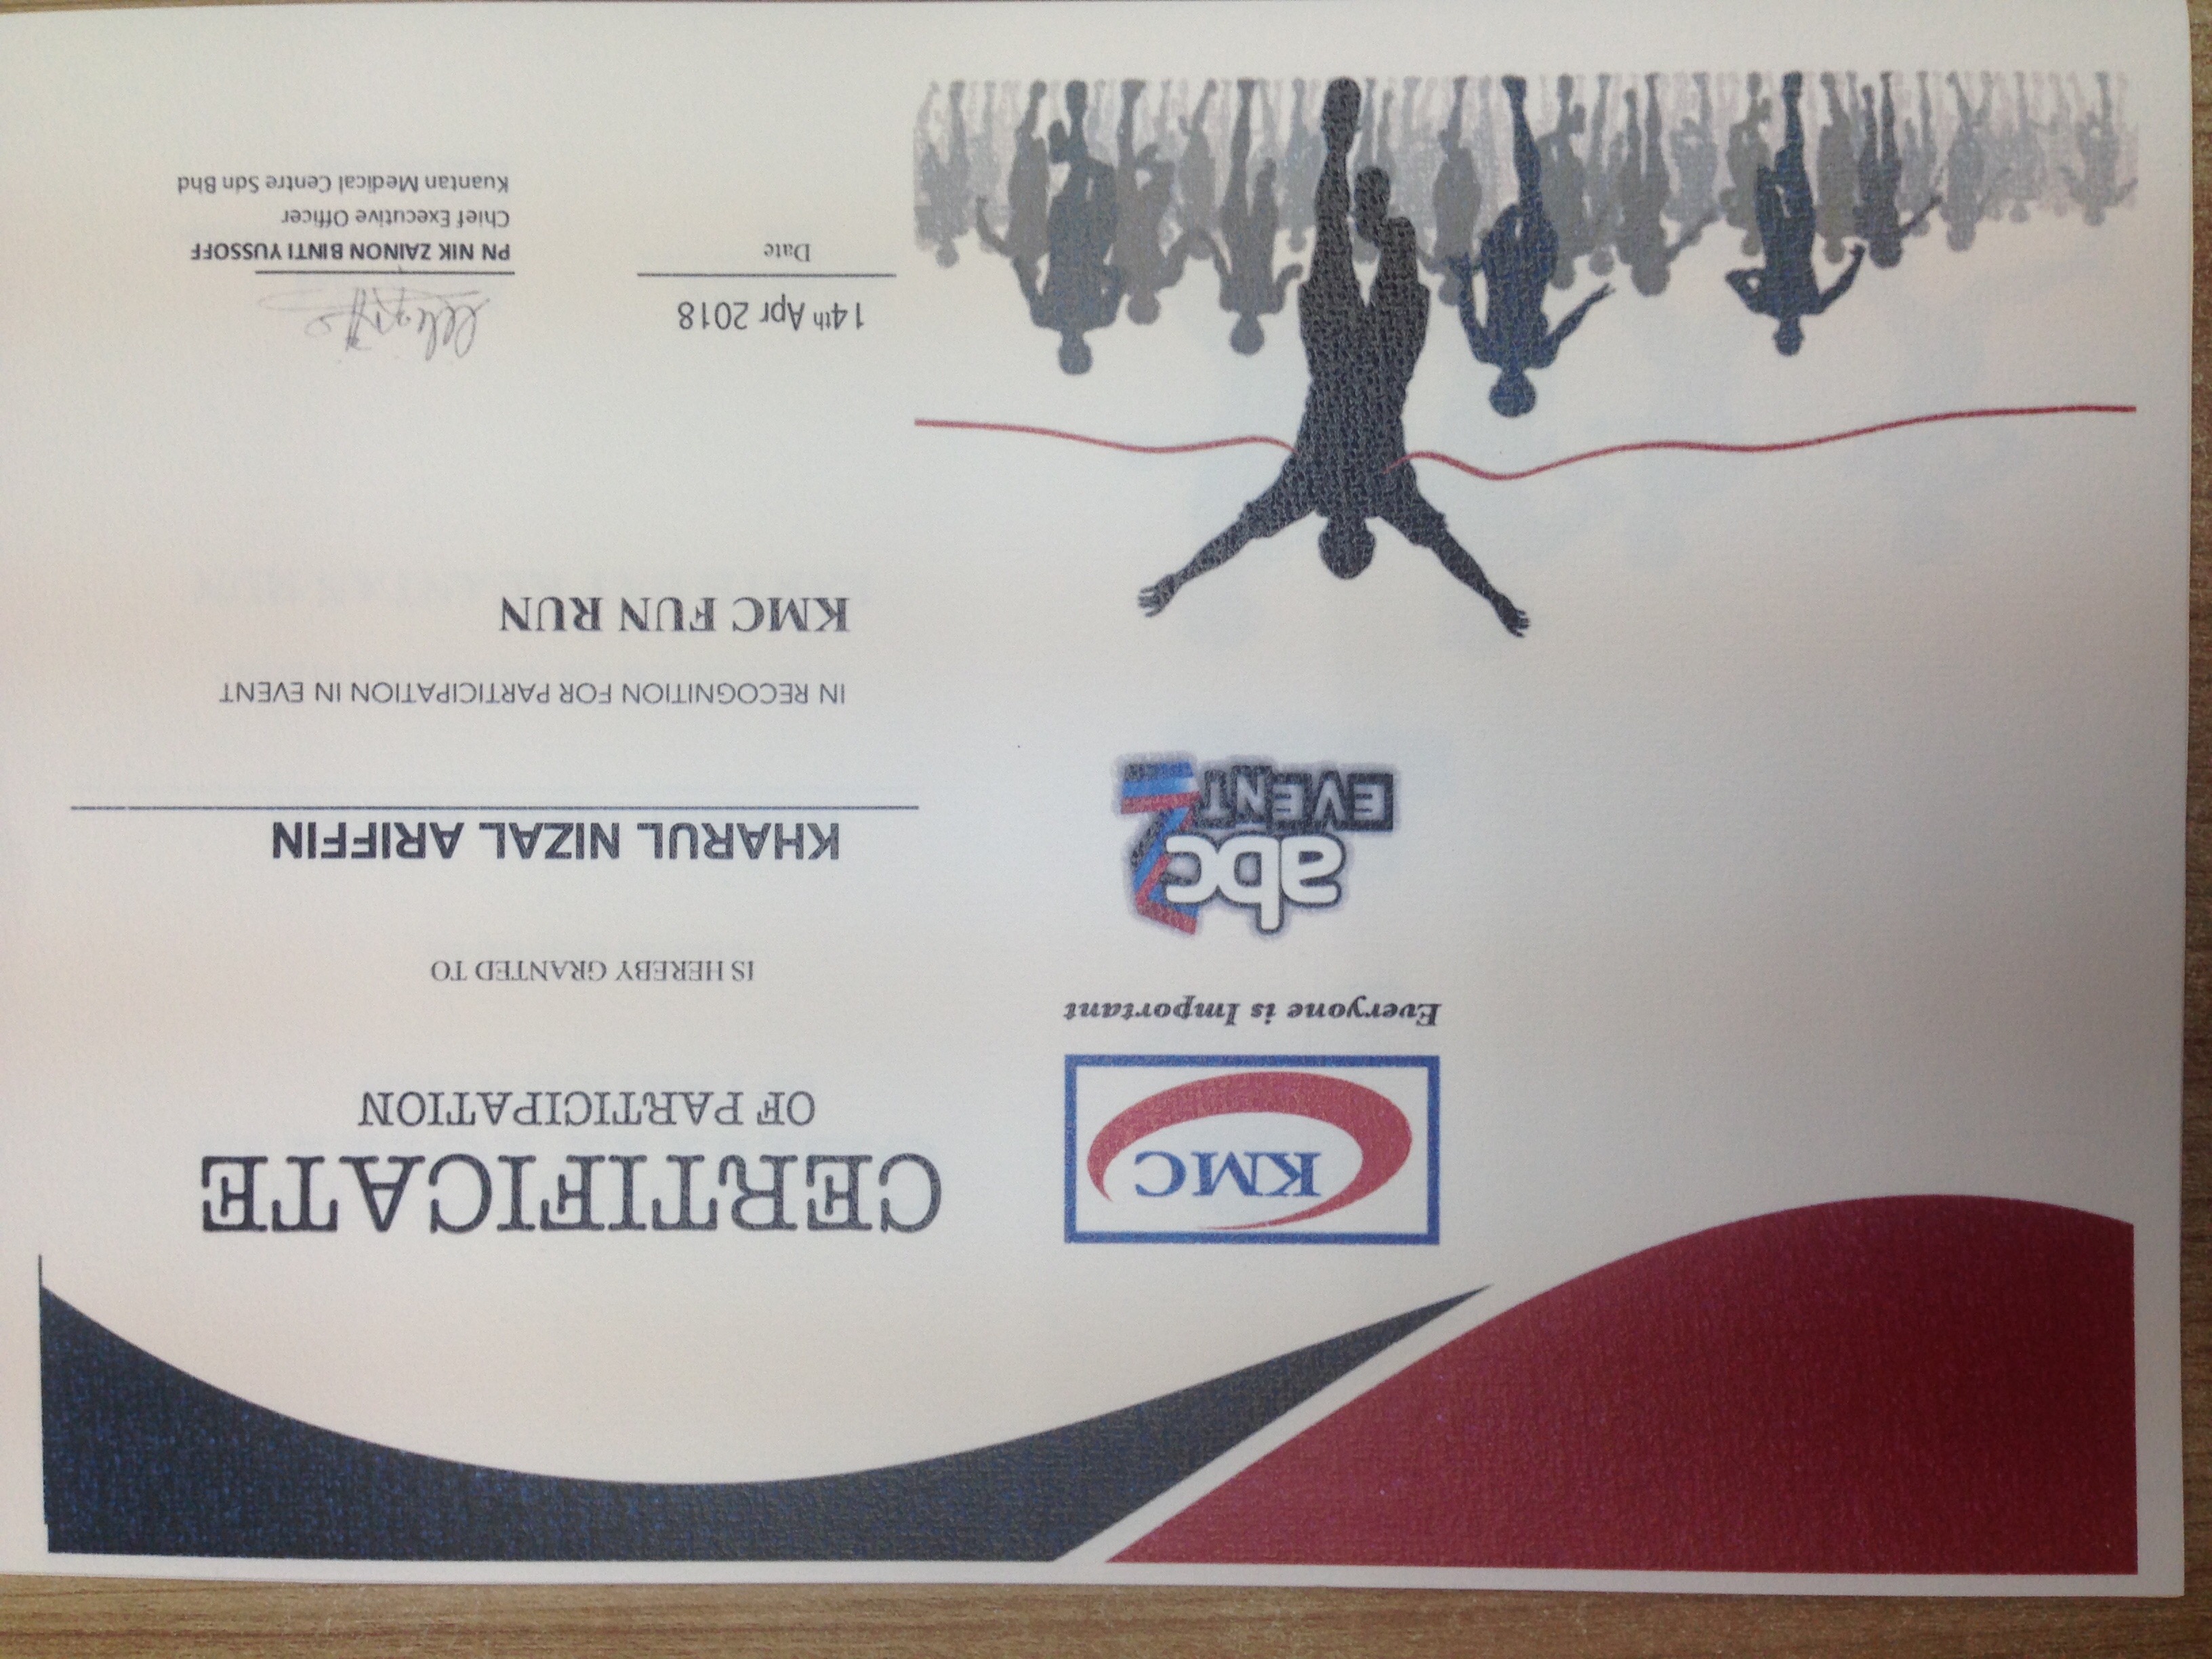 KMC
Everyone is Important
abc
EVENT
CERTIFICATE
OF PARTICIPATION
IS HEREBY GRANTED TO
KHARUL NIZAL ARIFFIN
IN RECOGNITION FOR PARTICIPATION IN EVENT
KMC FUN RUN
14th Apr 2018
Date
PN NIK ZAINON BINTI YUSSOFF
Chief Executive Officer
Kuantan Medical Centre Sdn Bhd